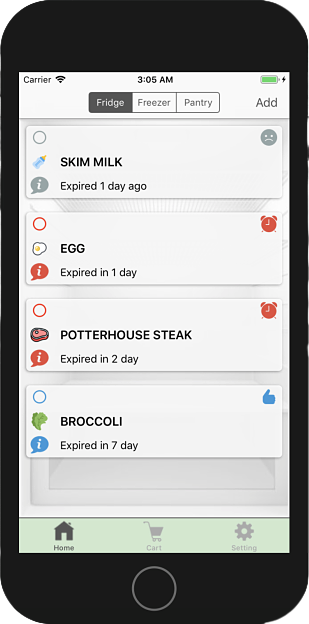 Carrier 3:05 AM
Fridge Freezer Pantry Add
SKIM MILK
Expired 1 day ago
EGG
Expired in 1 day
POTTERHOUSE STEAK
Expired in 2 day
BROCCOLI
Expired in 7 day
Home Cart Setting